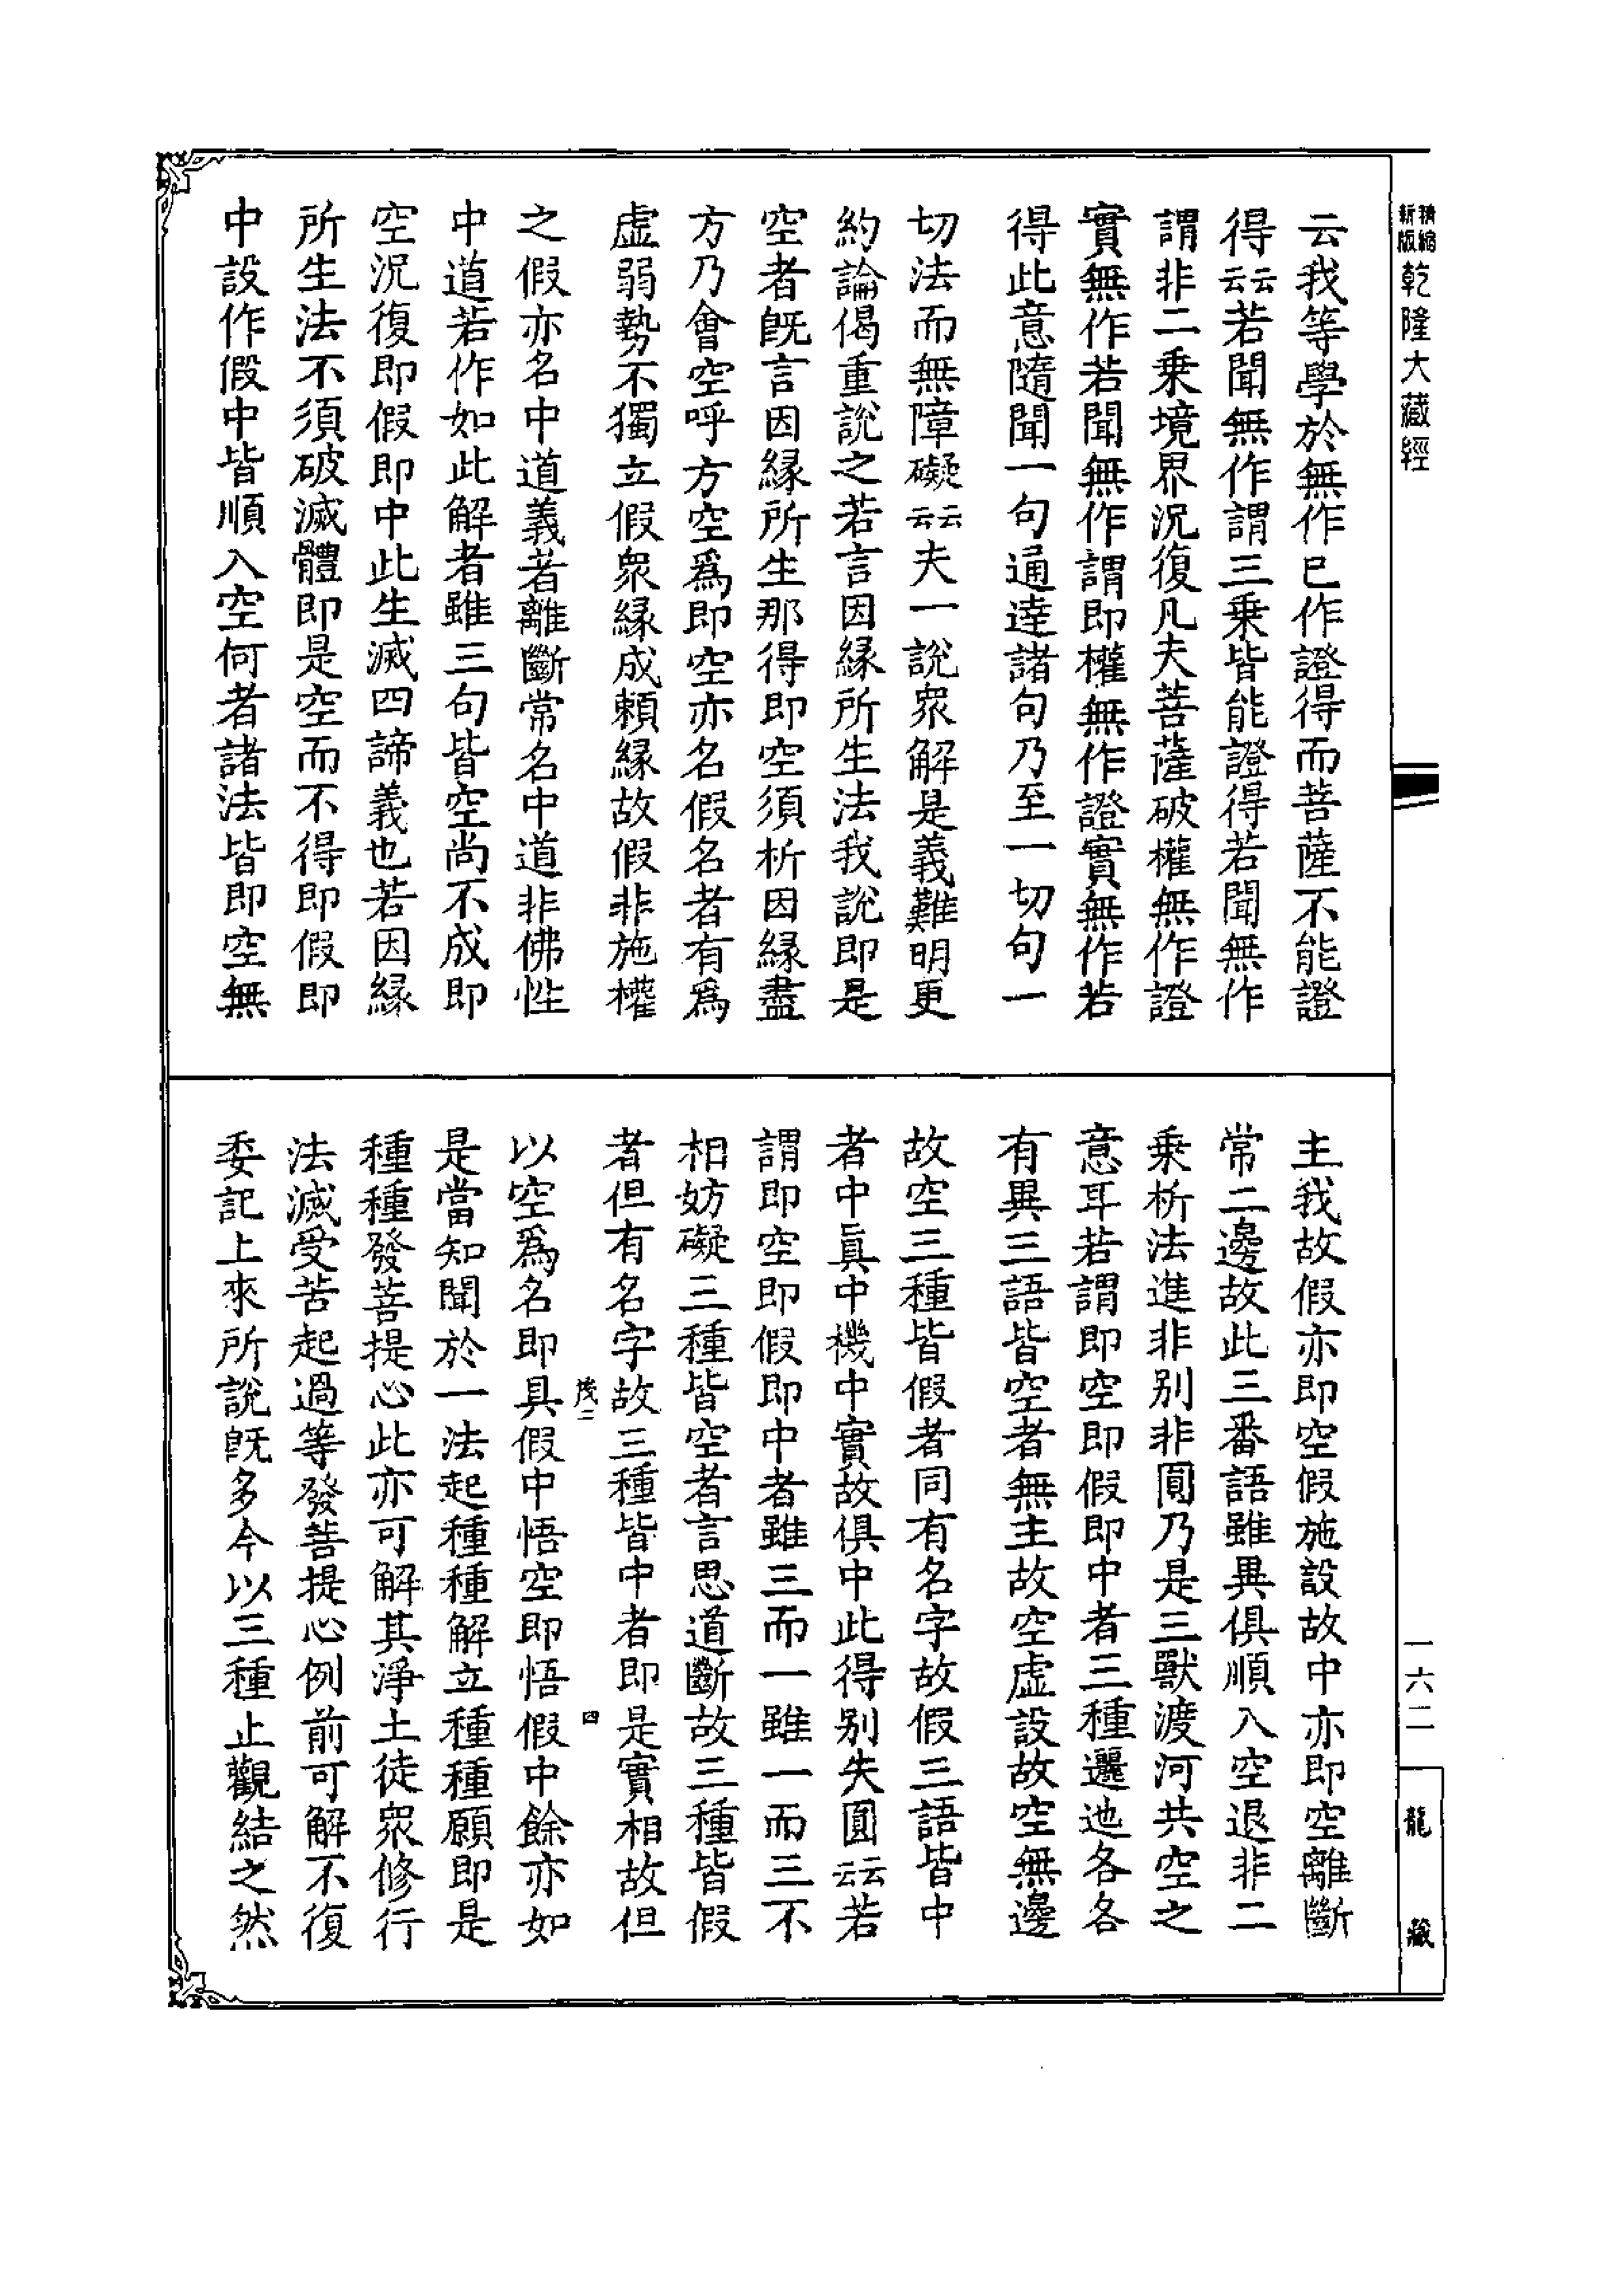 精縮新版乾隆大藏經
云我等學於無作已作證得而菩薩不能證
得云云若聞無作謂三乗皆能證得若聞無作
謂非二乗境界況復凡夫菩薩破權無作證
實無作若聞無作謂即權無作證實無作若
得此意隨聞一句通達諸句乃至一切句一
切法而無障礙云云夫一說衆解是義難明更
約論偈重說之若言因縁所生法我說即是
空者既言因縁所生那得即空須析因縁盡
方乃會空呼方空爲即空亦名假名者有爲
虛弱勢不獨立假衆縁成賴縁故假非施權
之假亦名中道義者離斷常名中道非佛性
中道若作如此解者雖三句皆空尚不成即
空況復即假即中此生滅四諦義也若因縁
所生法不須破滅體即是空而不得即假即
中設作假中皆順入空何者諸法皆即空無
主我故假亦即空假施設故中亦即空離斷
常二邊故此三番語雖異俱順入空退非二
乗析法進非别非圓乃是三獸渡河共空之
意耳若謂即空即假即中者三種邐迆各各
有異三語皆空者無主故空虛設故空無邊
故空三種皆假者同有名字故假三語皆中
者中眞中機中實故俱中此得别失圓云云若
謂即空即假即中者雖三而一雖一而三不
相妨礙三種皆空者言思道斷故三種皆假
者但有名字故三種皆中者即是實相故但
茂二 四
以空爲名即具假中悟空即悟假中餘亦如
是當知聞於一法起種種解立種種願即是
種種發菩提心此亦可解其淨土徒衆修行
法滅受苦起過等發菩提心例前可解不復
委記上來所說既多今以三種止觀結之然
一六二
龍藏